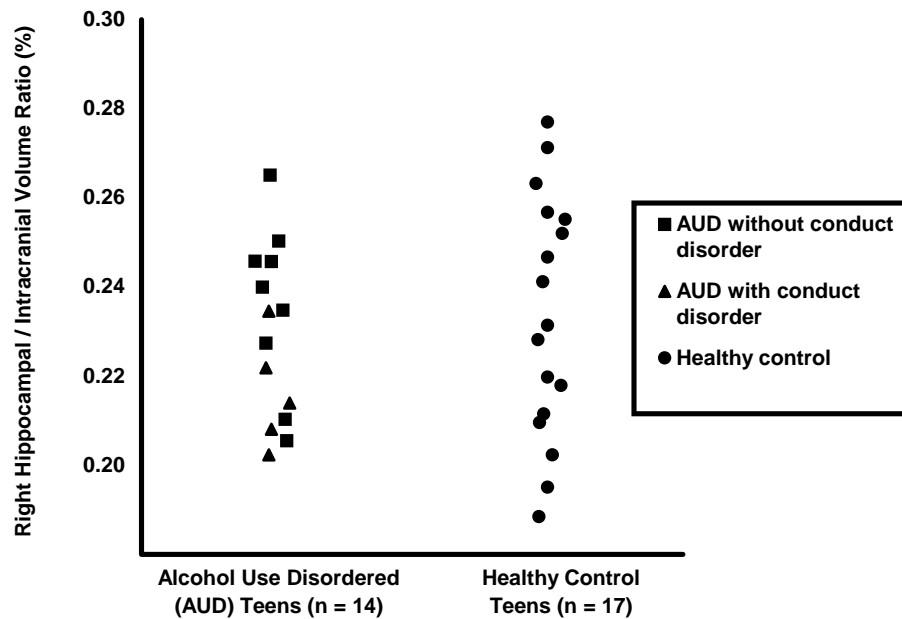 Right Hippocampal / Intracranial Volume Ratio (%)
0.30
0.28
0.26
0.24
0.22
0.20
AUD without conduct
disorder
AUD with conduct
disorder
Healthy control
Alcohol Use Disordered
(AUD) Teens (n = 14)
Healthy Control
Teens (n = 17)